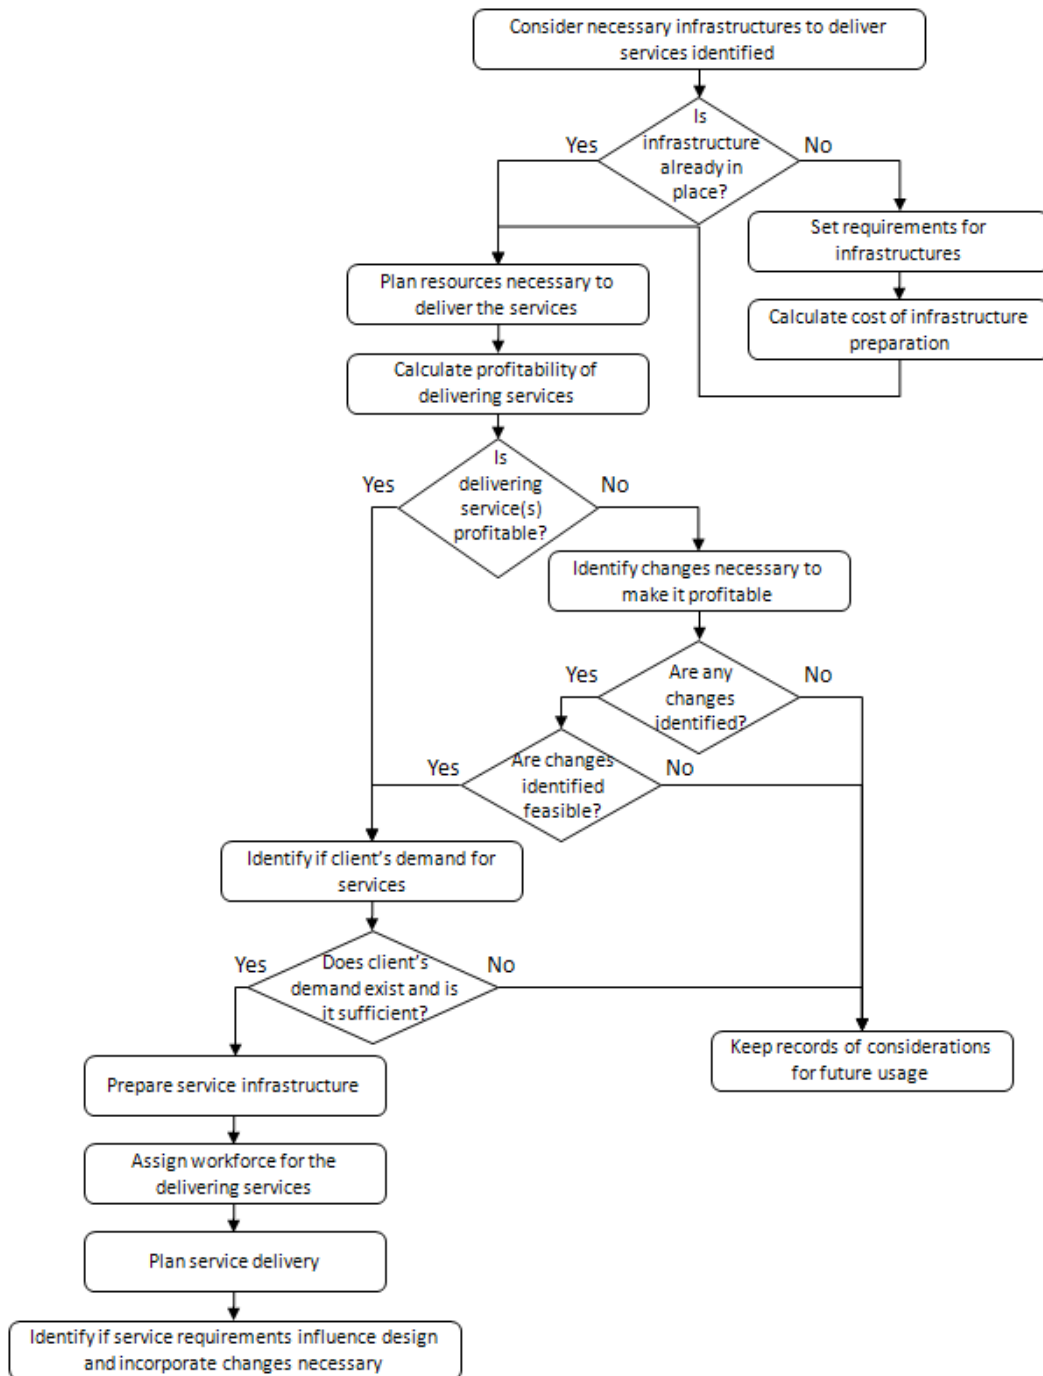 Consider necessary infrastructures to deliver
services identified
Is
infrastructure
already in
place?
Yes
No
Set requirements for
infrastructures
Plan resources necessary to
deliver the services
Calculate cost of infrastructure
preparation
Calculate profitability of
delivering services
Is
delivering
service(s)
profitable?
Yes
No
Identify changes necessary to
make it profitable
Are any
changes
identified?
Yes
No
Are changes
identified
feasible?
Yes
No
Identify if client's demand for
services
Does client's
demand exist and is
it sufficient?
Yes
No
Keep records of considerations
for future usage
Prepare service infrastructure
Assign workforce for the
delivering services
Plan service delivery
Identify if service requirements influence design
and incorporate changes necessary